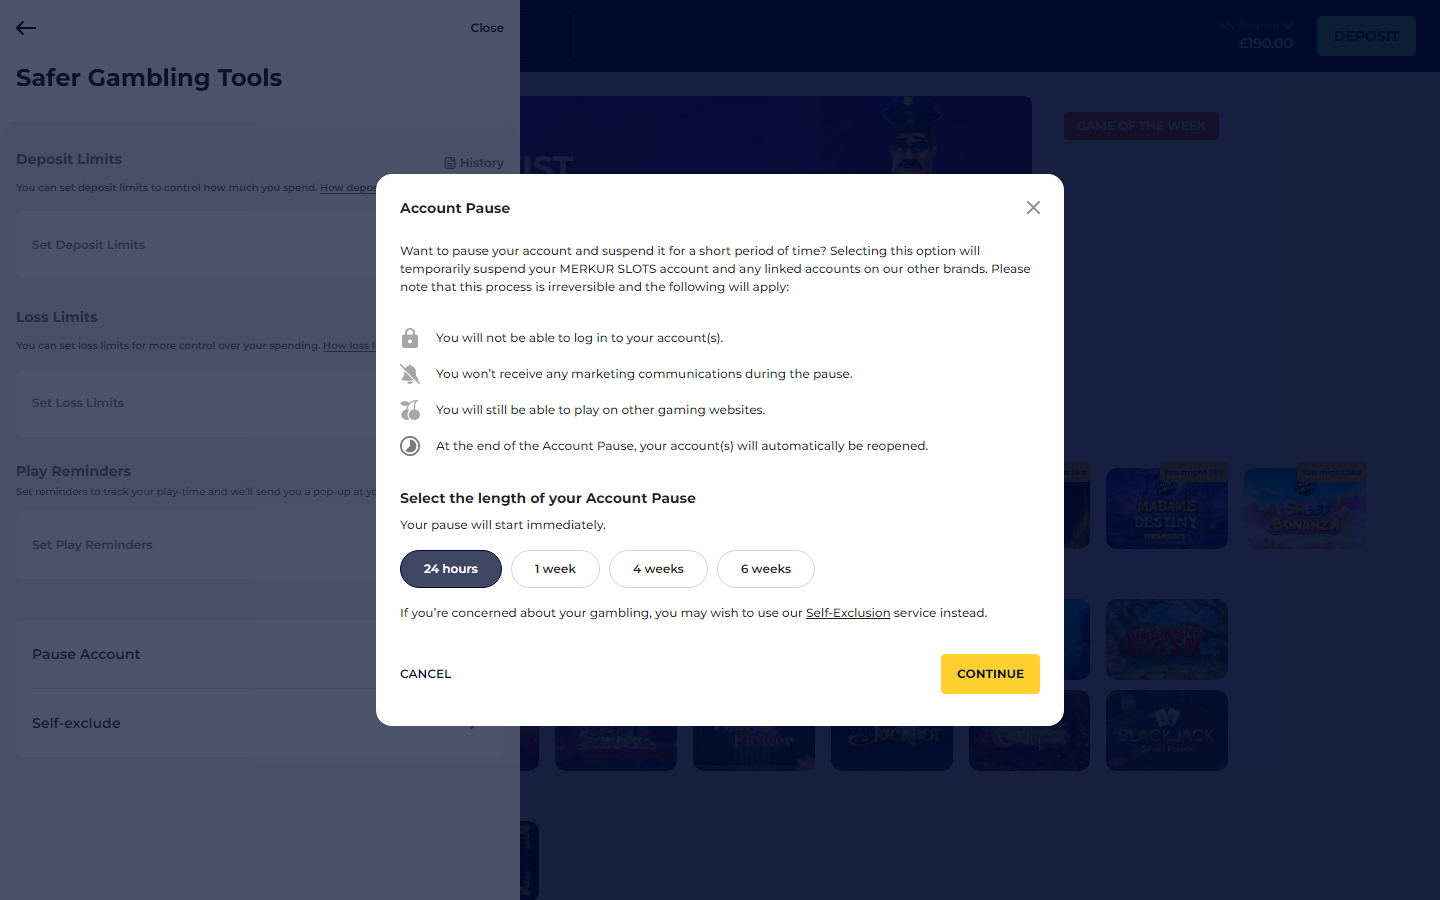 Close
My Balance
£190.00
DEPOSIT
Safer Gambling Tools
GAME OF THE WEEK
Deposit Limits
History
You can set deposit limits to control how much you spend. How
Set Deposit Limits
Loss Limits
You can set loss limits for more control over your spending. How loss
Set Loss Limits
Play Reminders
Set reminders to track your play-time and we'll send you a pop-up at
Set Play Reminders
Pause Account
Self-exclude
Account Pause
Want to pause your account and suspend it for a short period of time? Selecting this option will
temporarily suspend your MERKUR SLOTS account and any linked accounts on our other brands. Please
note that this process is irreversible and the following will apply:
You will not be able to log in to your account(s).
You won't receive any marketing communications during the pause.
You will still be able to play on other gaming websites.
At the end of the Account Pause, your account(s) will automatically be reopened.
Select the length of your Account Pause
Your pause will start immediately.
24 hours
1 week
4 weeks
6 weeks
If you're concerned about your gambling, you may wish to use our Self-Exclusion service instead.
CANCEL
CONTINUE
You might like
You might like
MADAME
DESTINY
MEGAWAYS
SWEET
BONANZA
Flower
Jackpot
BLACKJACK